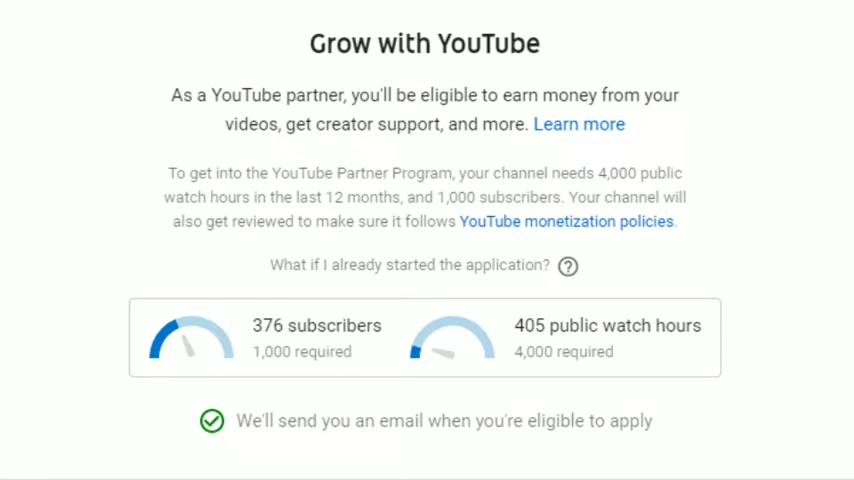 Grow with YouTube
As a YouTube partner, you'll be eligible to earn money from your
videos, get creator support, and more. Learn more
To get into the YouTube Partner Program, your channel needs 4,000 public
watch hours in the last 12 months, and 1,000 subscribers. Your channel will
also get reviewed to make sure it follows YouTube monetization policies.
What if I already started the application? ?
376 subscribers
1,000 required
405 public watch hours
4,000 required
We'll send you an email when you're eligible to apply